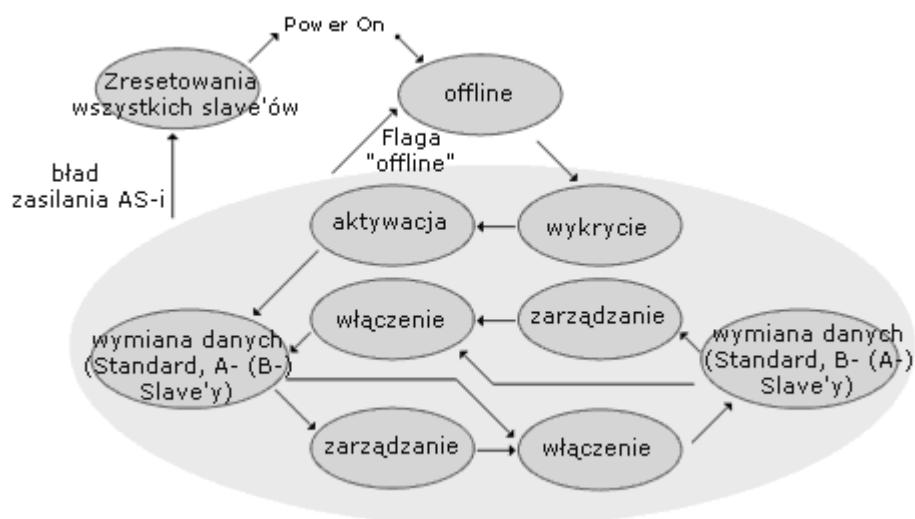 Power On
Zresetowania
wszystkich slave'ów
offline
Flaga
"offline"
bład
zasilania AS-i
aktywacja
wykrycie
włączenie
zarządzanie
wymiana danych
(Standard, A- (B-)
Slave'y)
wymiana danych
(Standard, B- (A-)
Slave'y)
zarządzanie
włączenie